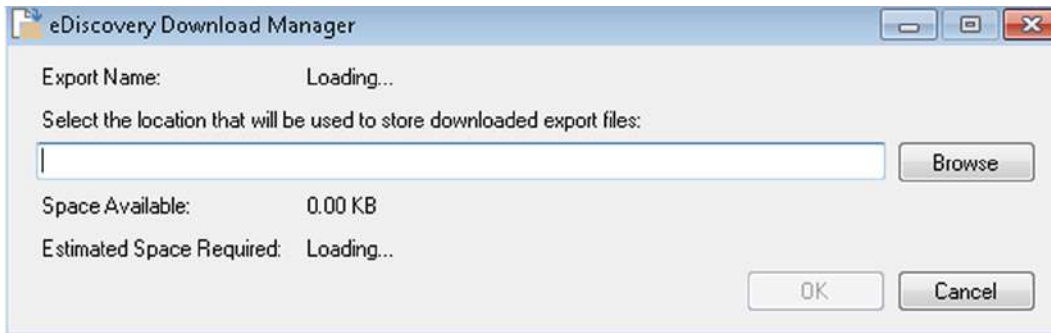 eDiscovery Download Manager
Export Name: Loading...
Select the location that will be used to store downloaded export files:
Browse
Space Available: 0.00 KB
Estimated Space Required: Loading...
OK Cancel